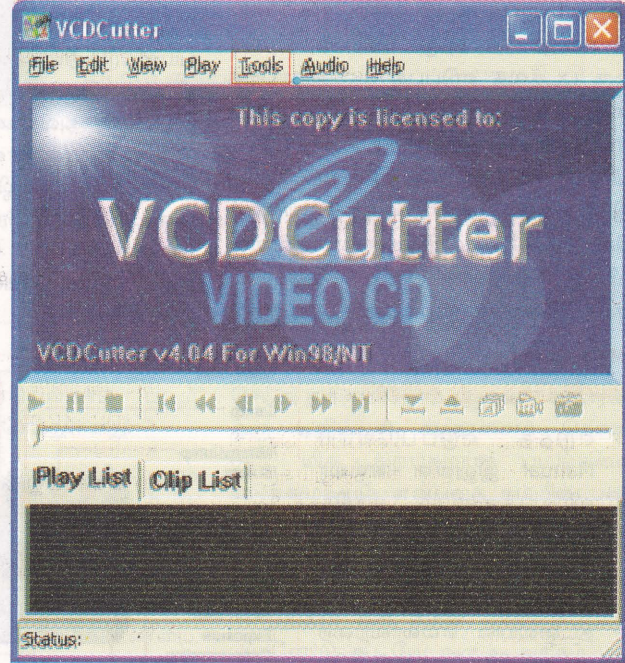 VCDCutter
File Edit View Play Tools Audio Help
This copy is licensed to:
VCDCutter
VIDEO CD
VCDCutter v4.04 For Win98/NT
Play List Clip List
Status: